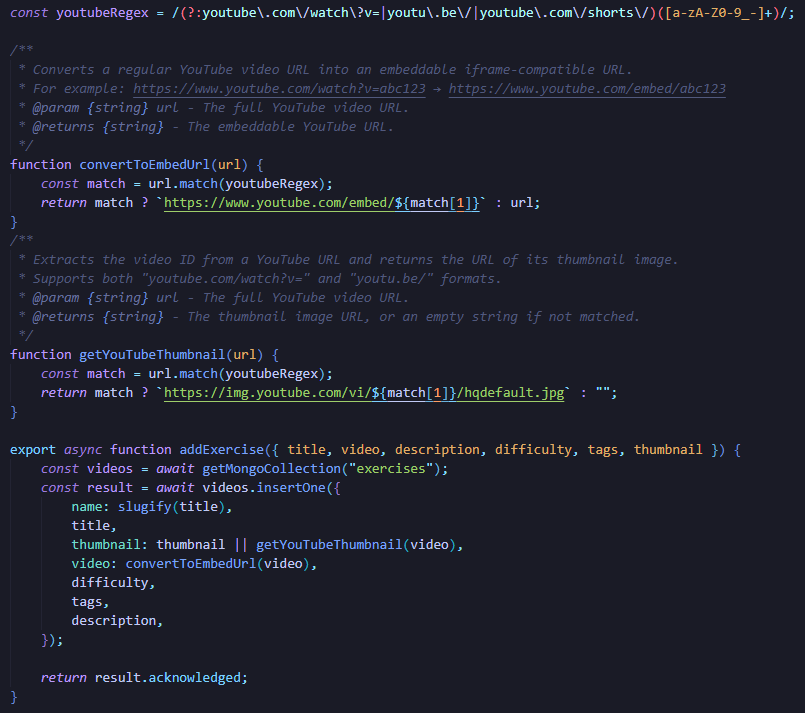 const youtubeRegex = /(?:youtube\.com\/watch\?v=|youtu\.be\/|youtube\.com\/shorts\/)([a-zA-Z0-9_-]+)/;

/**
 * Converts a regular YouTube video URL into an embeddable iframe-compatible URL.
 * For example: https://www.youtube.com/watch?v=abc123 → https://www.youtube.com/embed/abc123
 * @param {string} url - The full YouTube video URL.
 * @returns {string} - The embeddable YouTube URL.
 */
function convertToEmbedUrl(url) {
    const match = url.match(youtubeRegex);
    return match ? `https://www.youtube.com/embed/${match[1]}` : url;
}
/**
 * Extracts the video ID from a YouTube URL and returns the URL of its thumbnail image.
 * Supports both "youtube.com/watch?v=" and "youtu.be/" formats.
 * @param {string} url - The full YouTube video URL.
 * @returns {string} - The thumbnail image URL, or an empty string if not matched.
 */
function getYouTubeThumbnail(url) {
    const match = url.match(youtubeRegex);
    return match ? `https://img.youtube.com/vi/${match[1]}/hqdefault.jpg` : "";
}

export async function addExercise({ title, video, description, difficulty, tags, thumbnail }) {
    const videos = await getMongoCollection("exercises");
    const result = await videos.insertOne({
        name: slugify(title),
        title,
        thumbnail: thumbnail || getYouTubeThumbnail(video),
        video: convertToEmbedUrl(video),
        difficulty,
        tags,
        description,
    });

    return result.acknowledged;
}